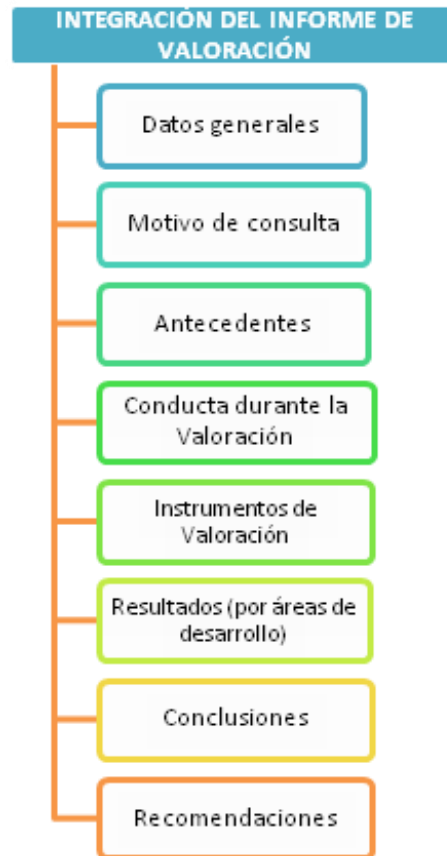 INTEGRACIÓN DEL INFORME DE
VALORACIÓN
Datos generales
Motivo de consulta
Antecedentes
Conducta durante la
Valoración
Instrumentos de
Valoración
Resultados (por áreas de
desarrollo)
Conclusiones
Recomendaciones